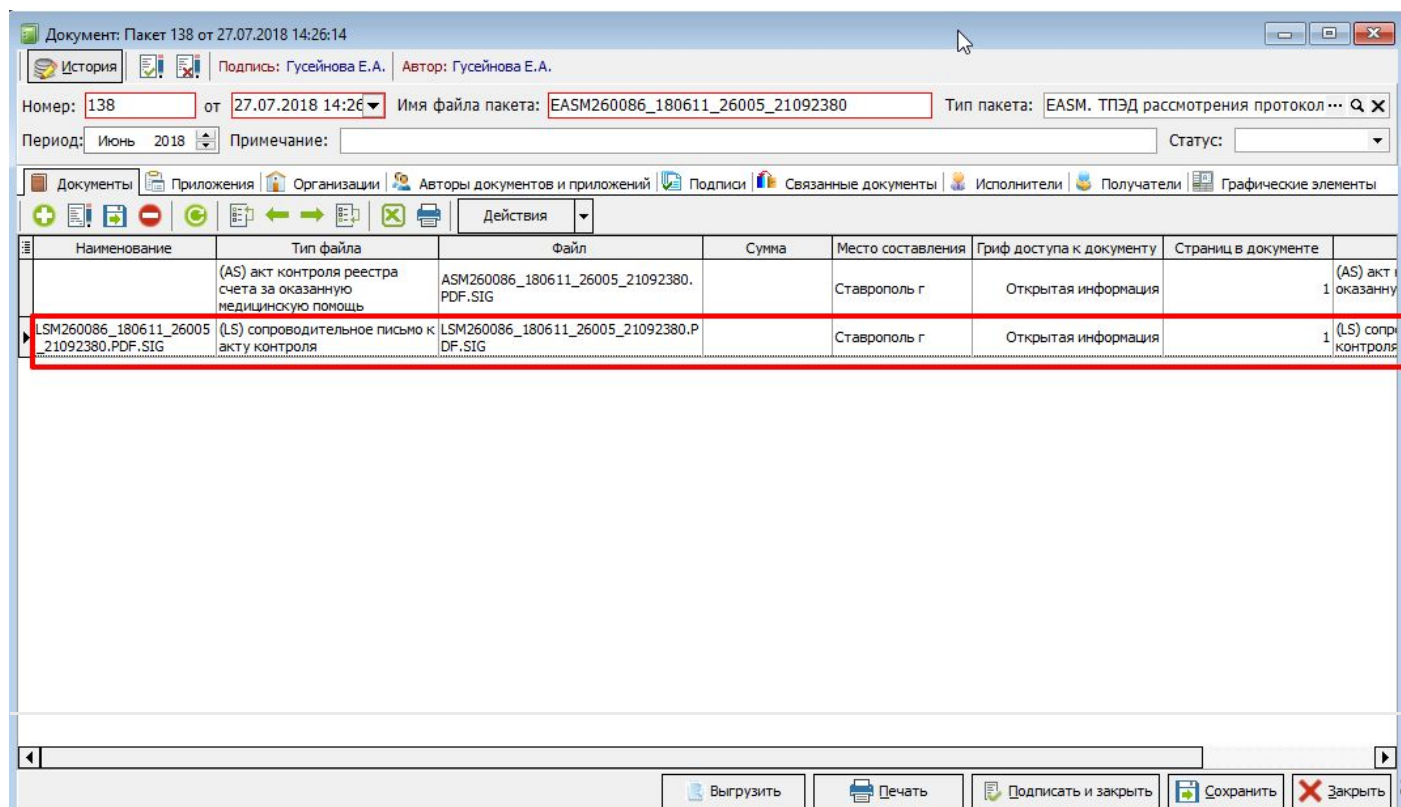 Документ: Пакет 138 от 27.07.2018 14:26:14
История Подпись: Гусейнова Е.А. Автор: Гусейнова Е.А.
Номер: 138 от 27.07.2018 14:26 Имя файла пакета: EASM260086_180611_26005_21092380 Тип пакета: EASM. ТПЭД рассмотрения протокол ...
Период: Июнь 2018 Примечание: Статус:
Документы Приложения Организации Авторы документов и приложений Подписи Связанные документы Исполнители Получатели Графические элементы
Действия
Наименование Тип файла Файл Сумма Место составления Гриф доступа к документу Страниц в документе
(AS) акт контроля реестра
счета за оказанную
медицинскую помощь
ASM260086_180611_26005_21092380.
PDF.SIG
Ставрополь г Открытая информация 1
(AS) акт
оказанну
LSM260086_180611_26005
_21092380.PDF.SIG
(LS) сопроводительное письмо к
акту контроля
LSM260086_180611_26005_21092380.P
DF.SIG
Ставрополь г Открытая информация 1
(LS) сопр
контроля
Выгрузить Печать Подписать и закрыть Сохранить Закрыть